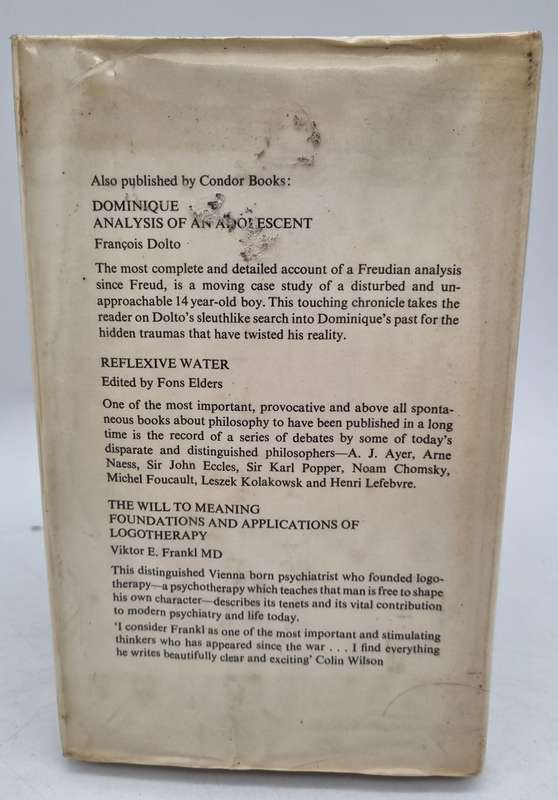 Also published by Condor Books:
DOMINIQUE
ANALYSIS OF AN ADOLESCENT
François Dolto
The most complete and detailed account of a Freudian analysis
since Freud, is a moving case study of a disturbed and un-
approachable 14 year-old boy. This touching chronicle takes the
reader on Dolto's sleuthlike search into Dominique's past for the
hidden traumas that have twisted his reality.
REFLEXIVE WATER
Edited by Fons Elders
One of the most important, provocative and above all sponta-
neous books about philosophy to have been published in a long
time is the record of a series of debates by some of today's
disparate and distinguished philosophers—A. J. Ayer, Arne
Naess, Sir John Eccles, Sir Karl Popper, Noam Chomsky,
Michel Foucault, Leszek Kolakowsk and Henri Lefebvre.
THE WILL TO MEANING
FOUNDATIONS AND APPLICATIONS OF
LOGOTHERAPY
Viktor E. Frankl MD
This distinguished Vienna born psychiatrist who founded logo-
therapy—a psychotherapy which teaches that man is free to shape
his own character—describes its tenets and its vital contribution
to modern psychiatry and life today.
'I consider Frankl as one of the most important and stimulating
thinkers who has appeared since the war . . . I find everything
he writes beautifully clear and exciting' Colin Wilson